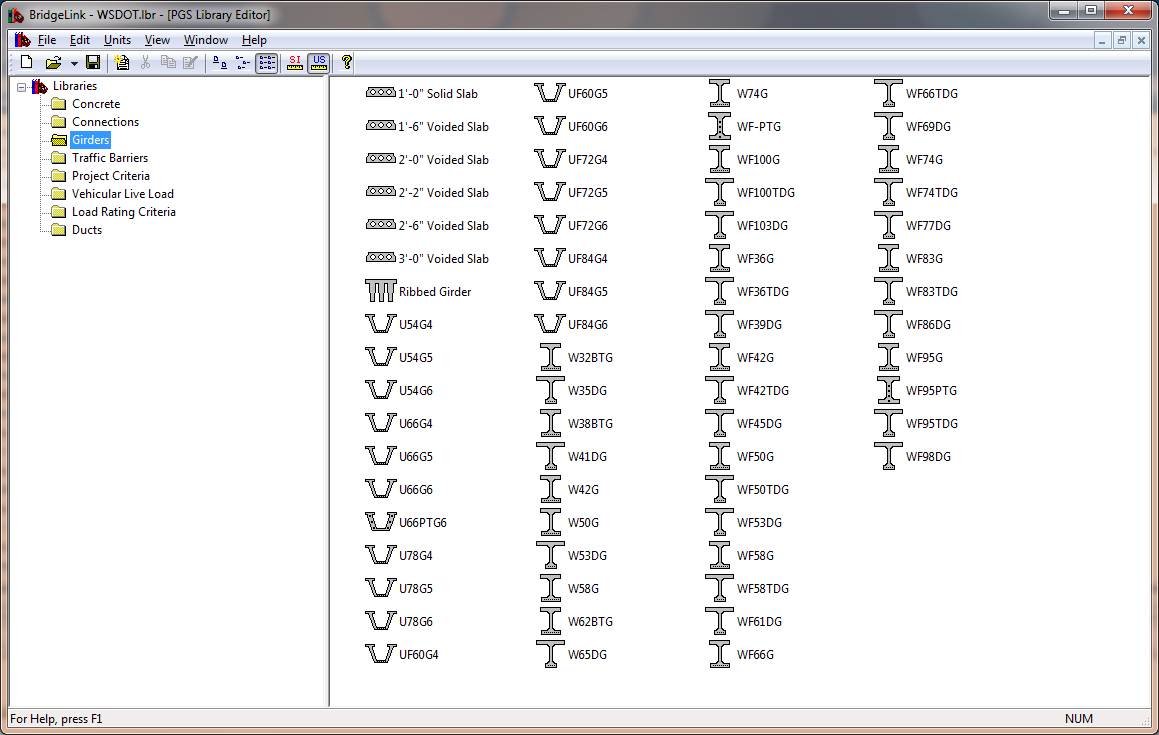 BridgeLink - WSDOT.lbr - [PGS Library Editor]
File Edit Units View Window Help
SI US ?
Libraries
Concrete
Connections
Girders
Traffic Barriers
Project Criteria
Vehicular Live Load
Load Rating Criteria
Ducts
1'-0" Solid Slab
1'-6" Voided Slab
2'-0" Voided Slab
2'-2" Voided Slab
2'-6" Voided Slab
3'-0" Voided Slab
Ribbed Girder
U54G4
U54G5
U54G6
U66G4
U66G5
U66G6
U66PTG6
U78G4
U78G5
U78G6
UF60G4
UF60G5
UF60G6
UF72G4
UF72G5
UF72G6
UF84G4
UF84G5
UF84G6
W32BTG
W35DG
W38BTG
W41DG
W42G
W50G
W53DG
W58G
W62BTG
W65DG
W74G
WF-PTG
WF100G
WF100TDG
WF103DG
WF36G
WF36TDG
WF39DG
WF42G
WF42TDG
WF45DG
WF50G
WF50TDG
WF53DG
WF58G
WF58TDG
WF61DG
WF66G
WF66TDG
WF69DG
WF74G
WF74TDG
WF77DG
WF83G
WF83TDG
WF86DG
WF95G
WF95PTG
WF95TDG
WF98DG
For Help, press F1
NUM